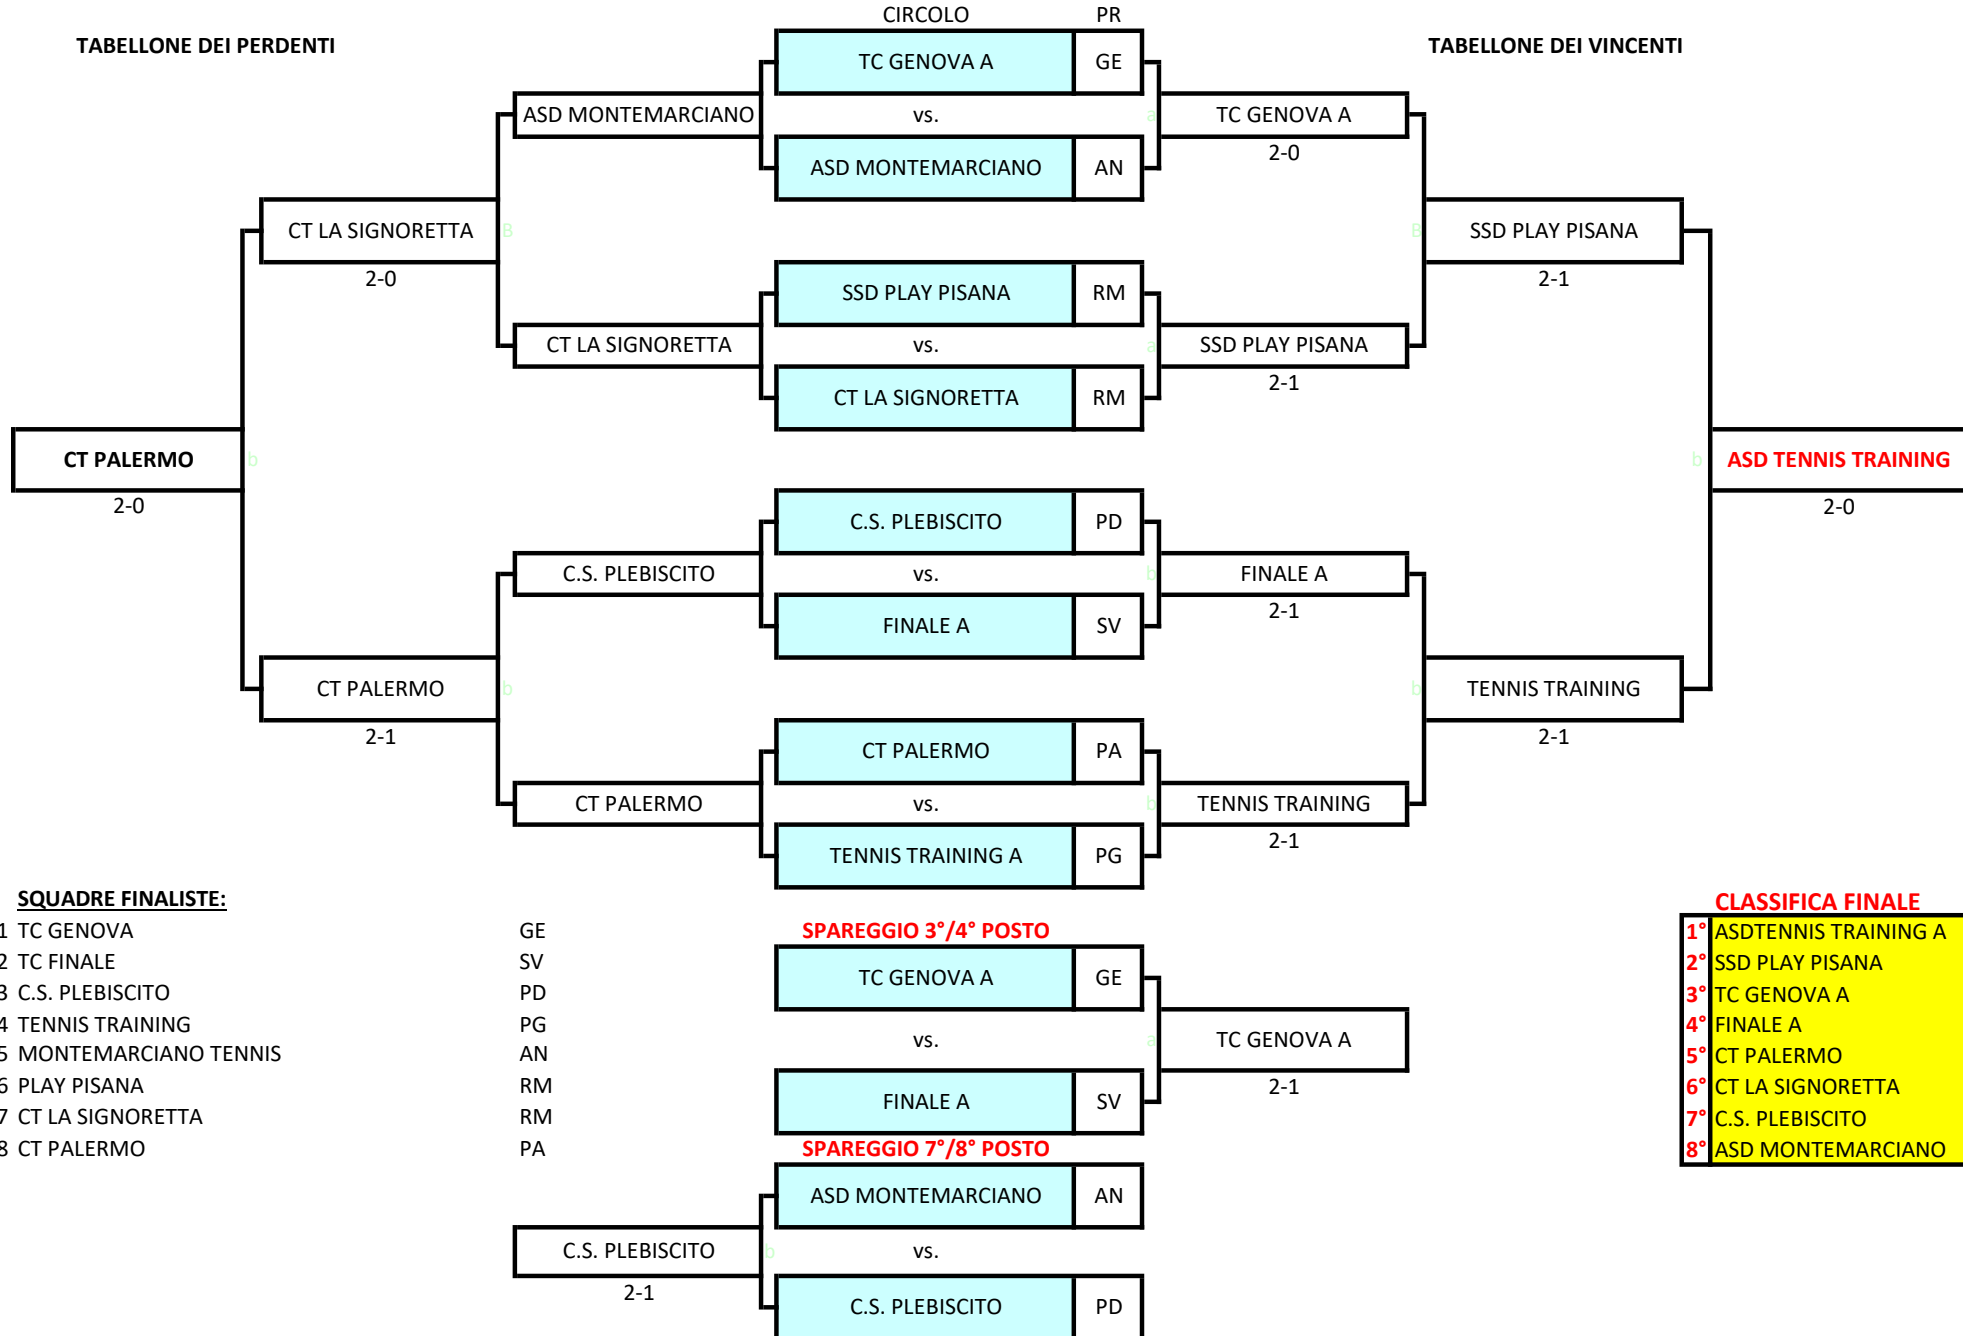 CIRCOLO PR
TABELLONE DEI PERDENTI
TABELLONE DEI VINCENTI
TC GENOVA A GE
ASD MONTEMARCIANO vs. a TC GENOVA A
2-0
ASD MONTEMARCIANO AN
CT LA SIGNORETTA B
B SSD PLAY PISANA
2-0
2-1
SSD PLAY PISANA RM
CT LA SIGNORETTA vs. a SSD PLAY PISANA
2-1
CT LA SIGNORETTA RM
CT PALERMO b
b ASD TENNIS TRAINING
2-0
2-0
C.S. PLEBISCITO PD
C.S. PLEBISCITO vs. b FINALE A
2-1
FINALE A SV
CT PALERMO b
b TENNIS TRAINING
2-1
2-1
CT PALERMO PA
CT PALERMO vs. b TENNIS TRAINING
2-1
TENNIS TRAINING A PG
SQUADRE FINALISTE:
1 TC GENOVA GE
2 TC FINALE SV
3 C.S. PLEBISCITO PD
4 TENNIS TRAINING PG
5 MONTEMARCIANO TENNIS AN
6 PLAY PISANA RM
7 CT LA SIGNORETTA RM
8 CT PALERMO PA
SPAREGGIO 3°/4° POSTO
TC GENOVA A GE
vs. a TC GENOVA A
2-1
FINALE A SV
SPAREGGIO 7°/8° POSTO
ASD MONTEMARCIANO AN
C.S. PLEBISCITO b vs.
2-1
C.S. PLEBISCITO PD
CLASSIFICA FINALE
1° ASDTENNIS TRAINING A
2° SSD PLAY PISANA
3° TC GENOVA A
4° FINALE A
5° CT PALERMO
6° CT LA SIGNORETTA
7° C.S. PLEBISCITO
8° ASD MONTEMARCIANO